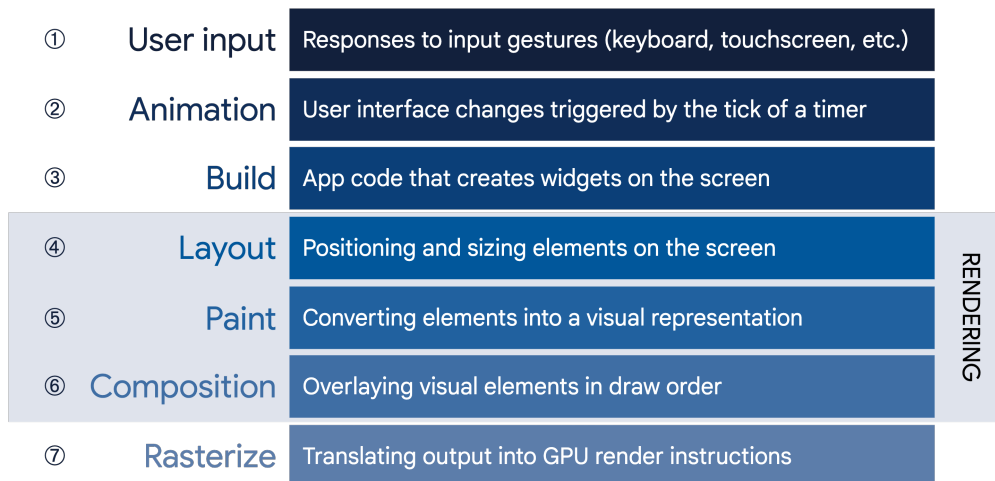 ① User input Responses to input gestures (keyboard, touchscreen, etc.)
② Animation User interface changes triggered by the tick of a timer
③ Build App code that creates widgets on the screen
④ Layout Positioning and sizing elements on the screen
⑤ Paint Converting elements into a visual representation
⑥ Composition Overlaying visual elements in draw order
⑦ Rasterize Translating output into GPU render instructions
RENDERING